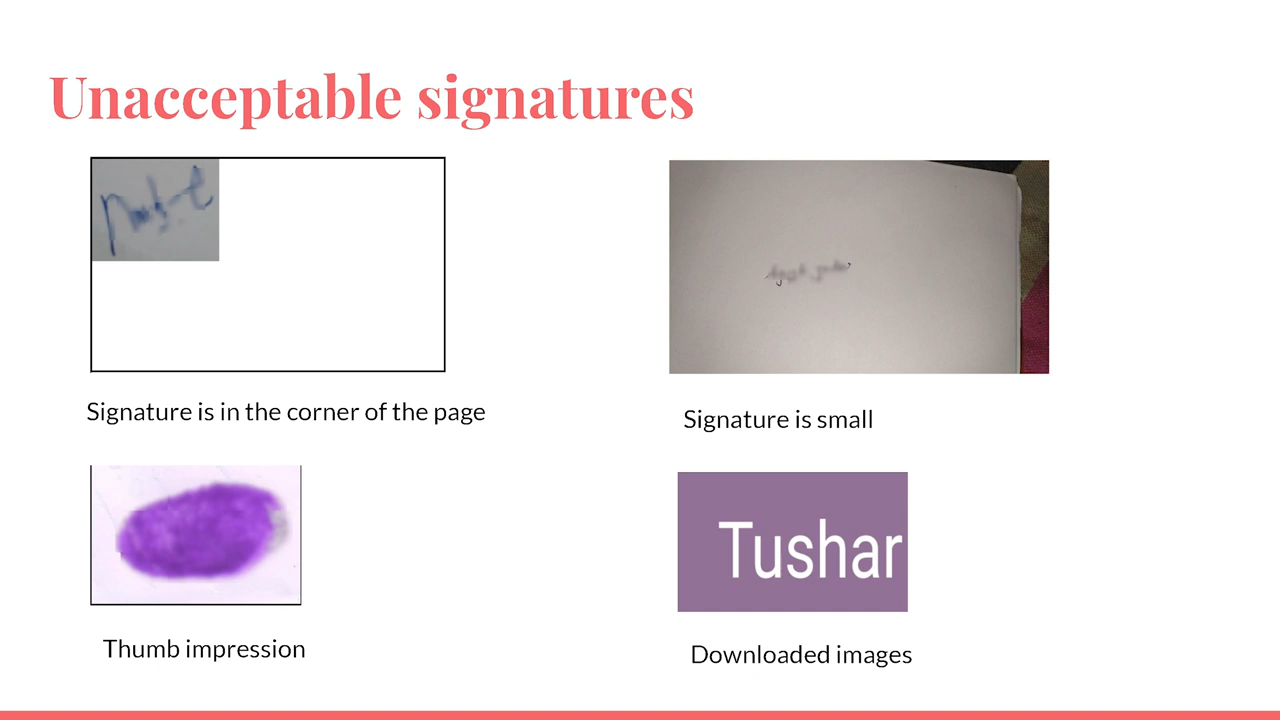 Unacceptable signatures
Signature is in the corner of the page
Signature is small
Thumb impression
Tushar
Downloaded images